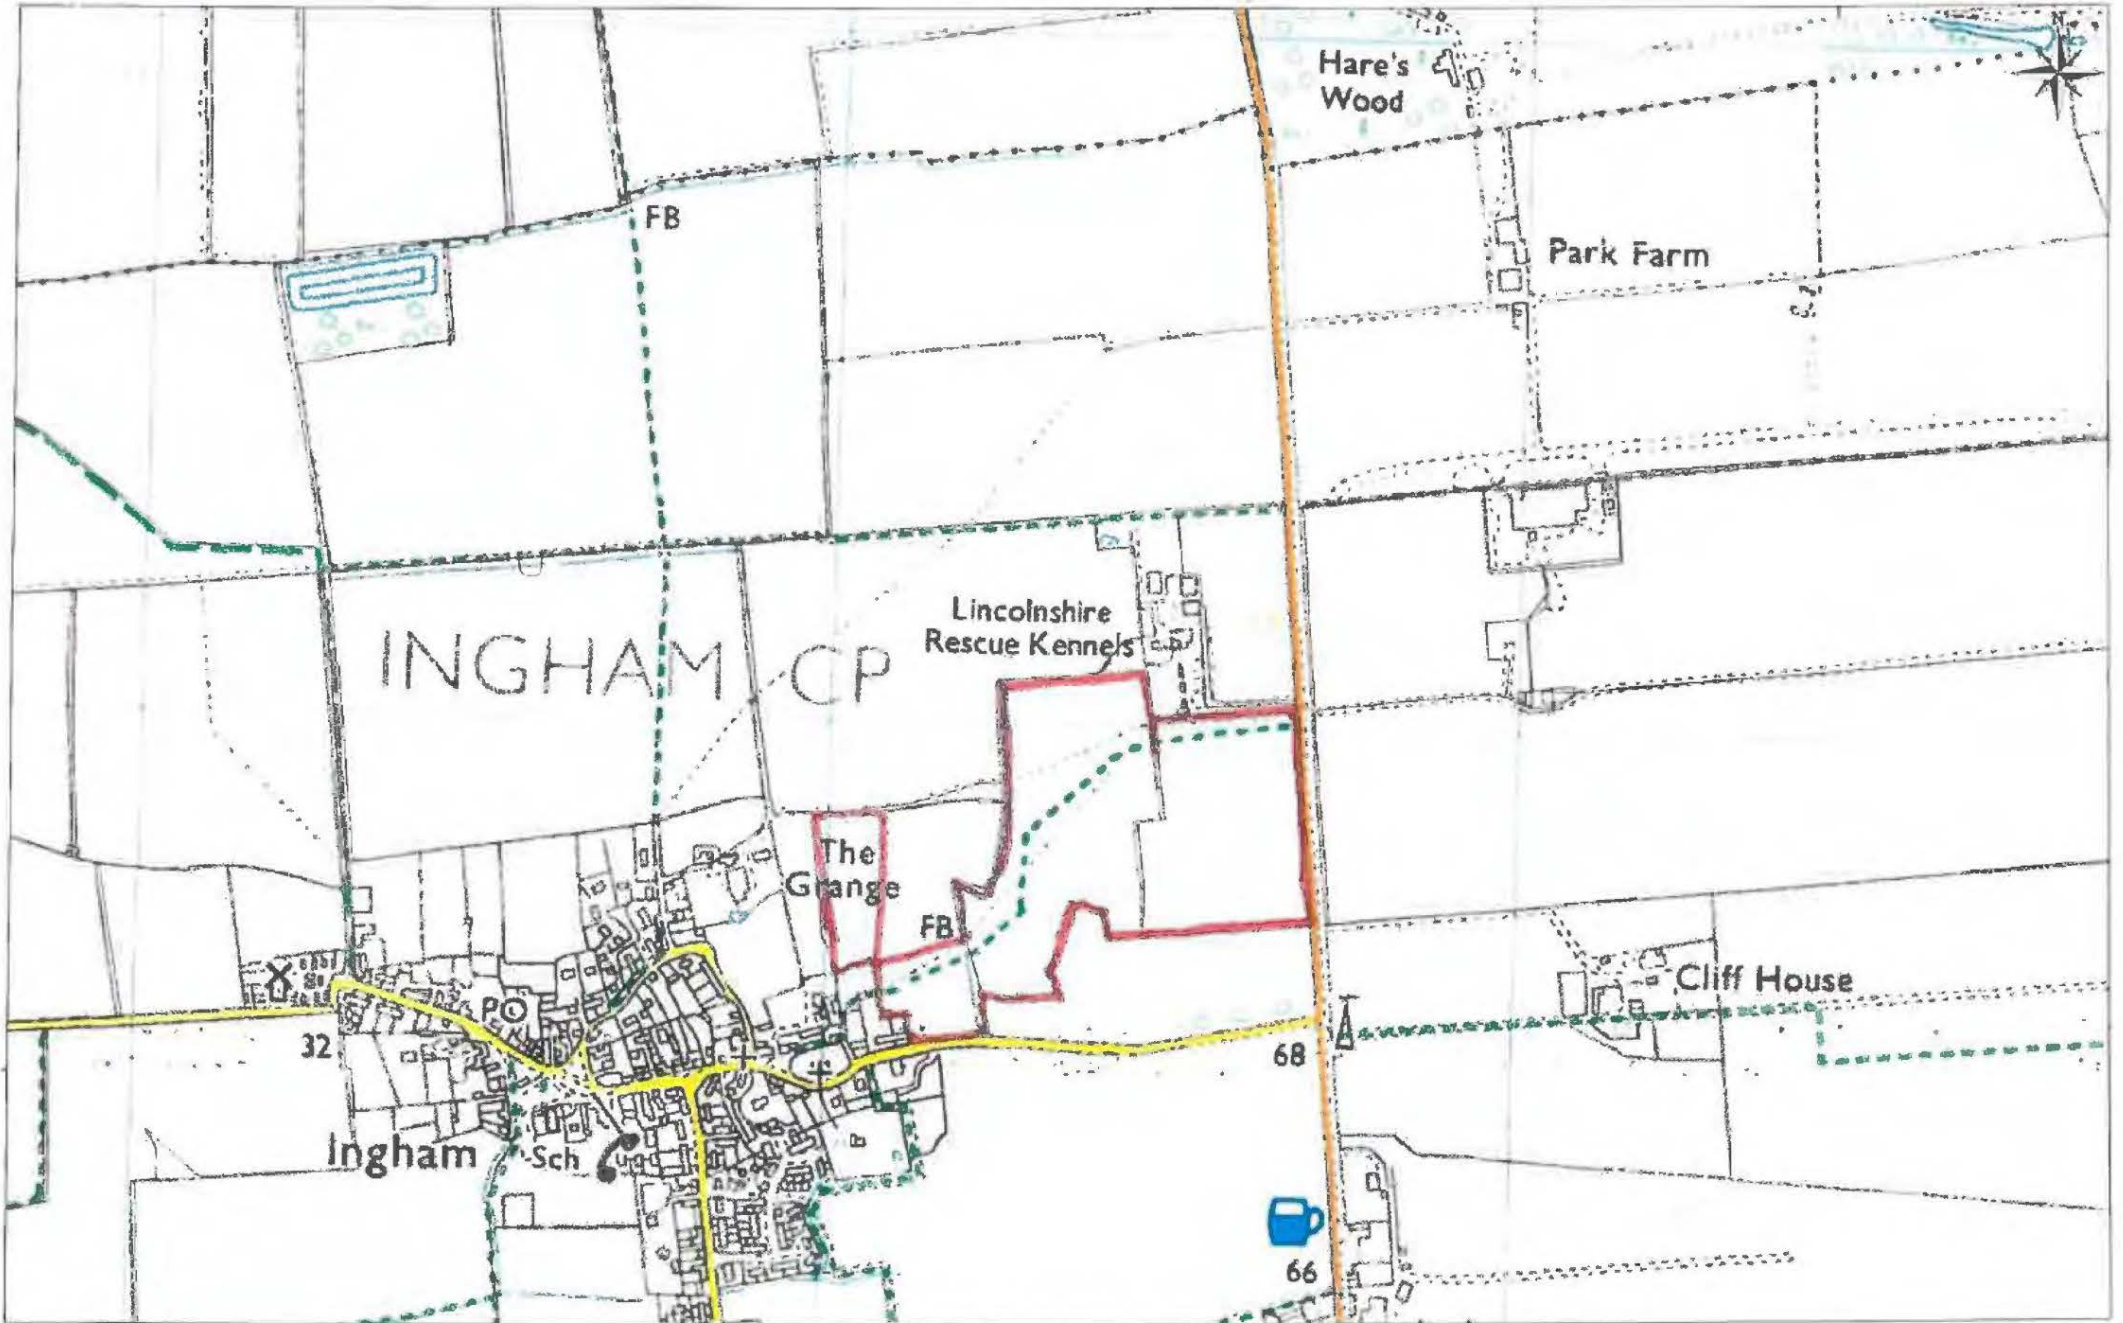 N
Hare's
Wood
FB
Park Farm
Lincolnshire
Rescue Kennels
INGHAM CP
The
Grange
FB
Cliff House
PO
32
68
Ingham
Sch
66